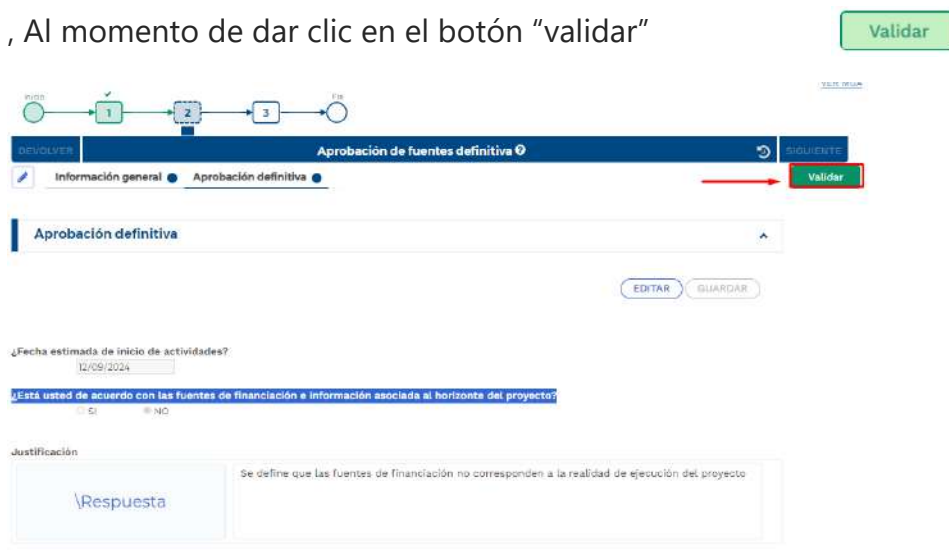 , Al momento de dar clic en el botón “validar”
Validar
Inicio
Fin
1
2
3
DEVOLVER
Aprobación de fuentes definitiva
SIGUIENTE
Información general
Aprobación definitiva
Validar
Aprobación definitiva
EDITAR
GUARDAR
¿Fecha estimada de inicio de actividades?
12/09/2024
¿Está usted de acuerdo con las fuentes de financiación e información asociada al horizonte del proyecto?
SI
NO
Justificación
\Respuesta
Se define que las fuentes de financiación no corresponden a la realidad de ejecución del proyecto